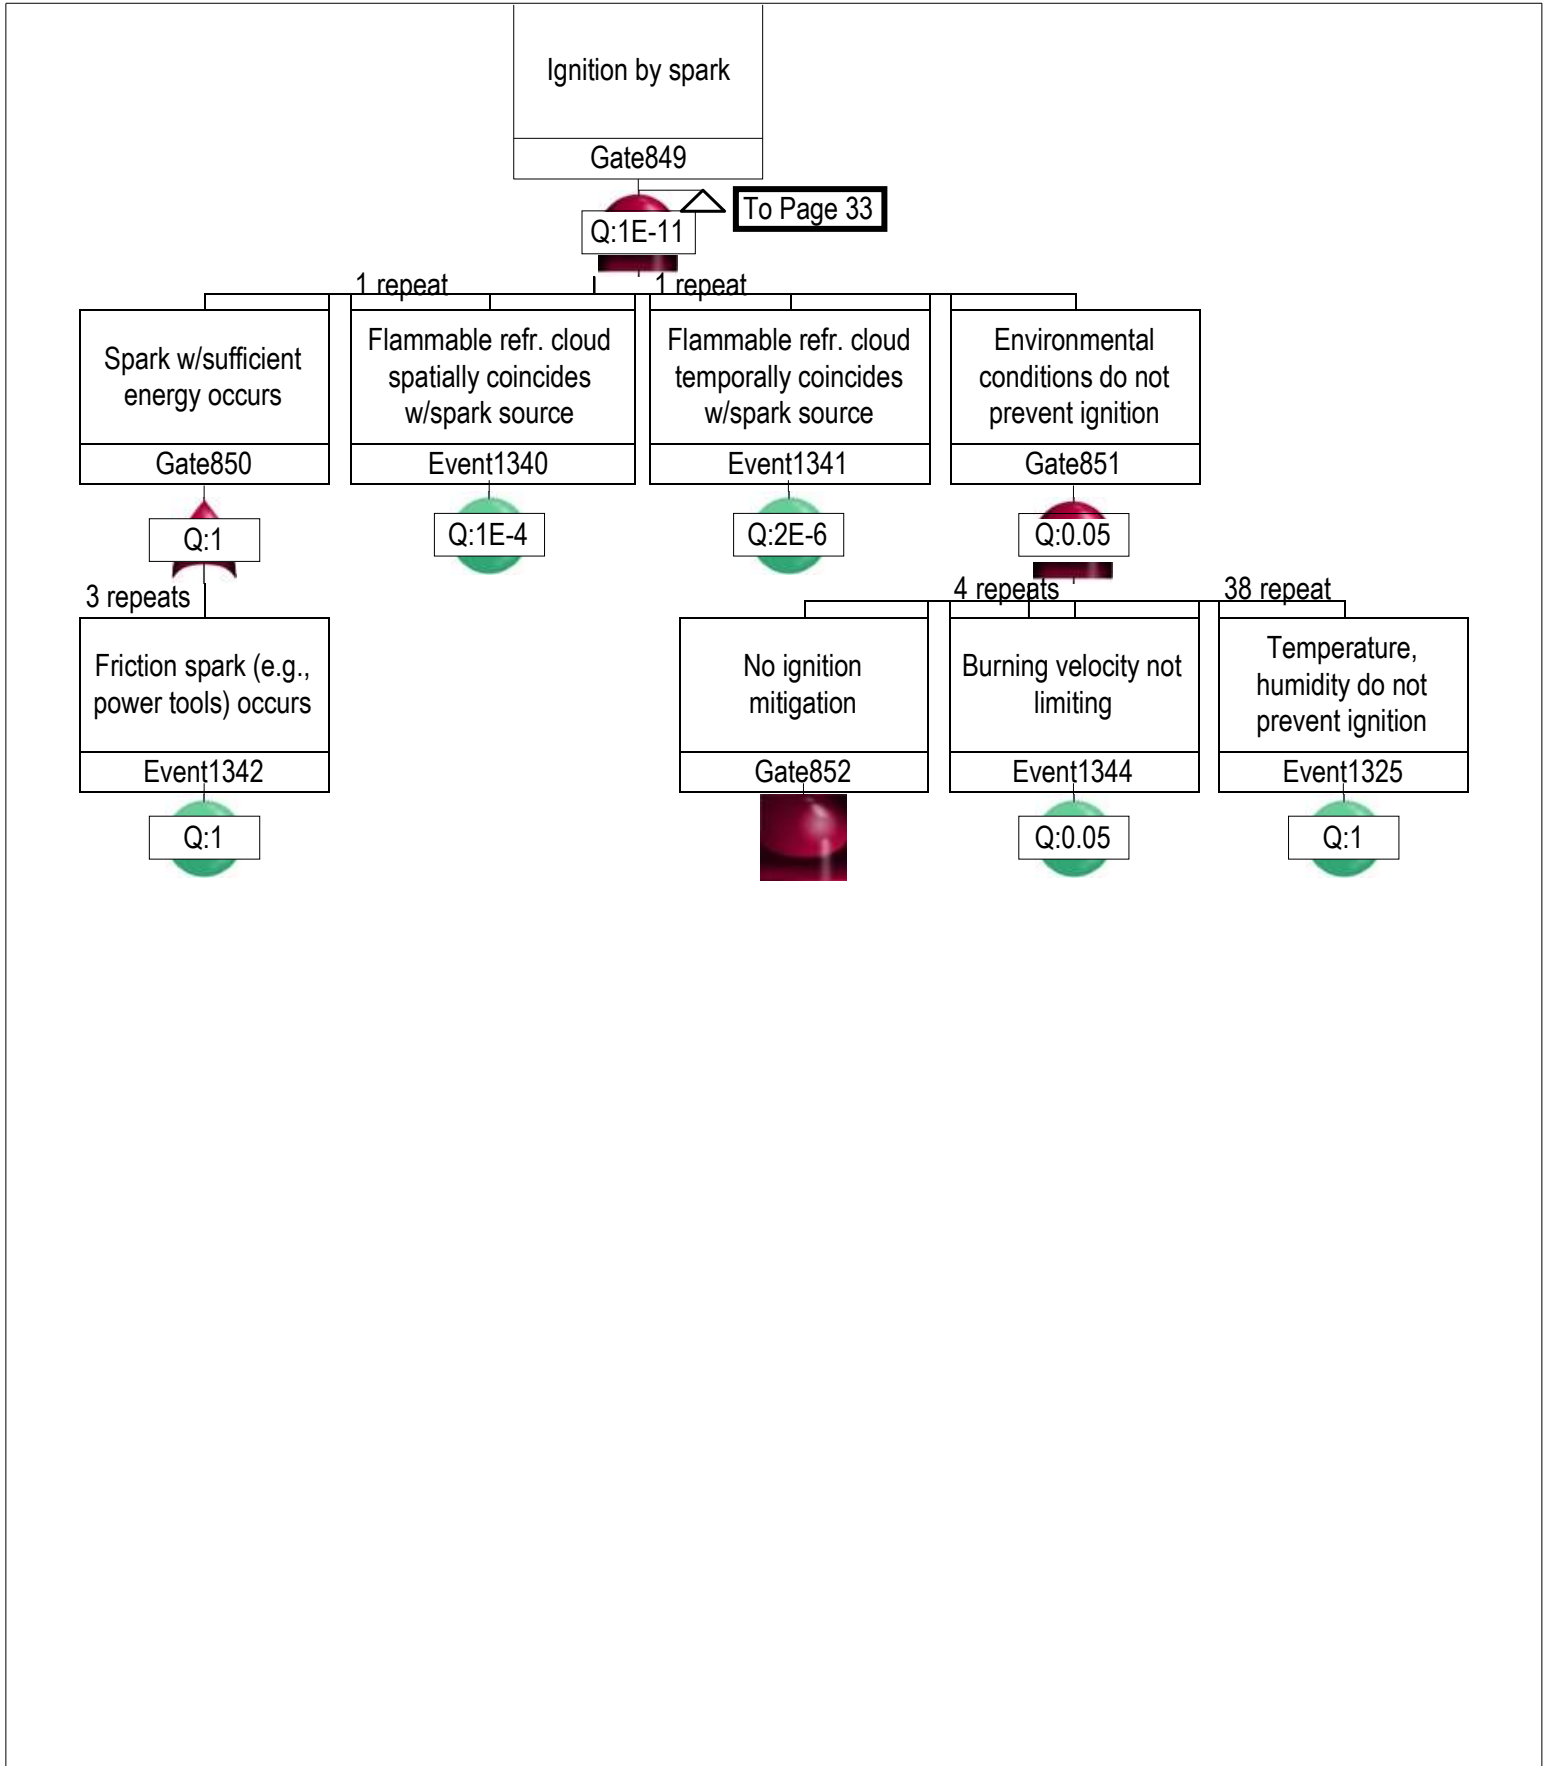 Ignition by spark
Gate849
To Page 33
Q:1E-11
1 repeat
1 repeat
Spark w/sufficient
energy occurs
Gate850
Q:1
Flammable refr. cloud
spatially coincides
w/spark source
Event1340
Q:1E-4
Flammable refr. cloud
temporally coincides
w/spark source
Event1341
Q:2E-6
Environmental
conditions do not
prevent ignition
Gate851
Q:0.05
3 repeats
4 repeats
38 repeat
Friction spark (e.g.,
power tools) occurs
Event1342
Q:1
No ignition
mitigation
Gate852
Burning velocity not
limiting
Event1344
Q:0.05
Temperature,
humidity do not
prevent ignition
Event1325
Q:1